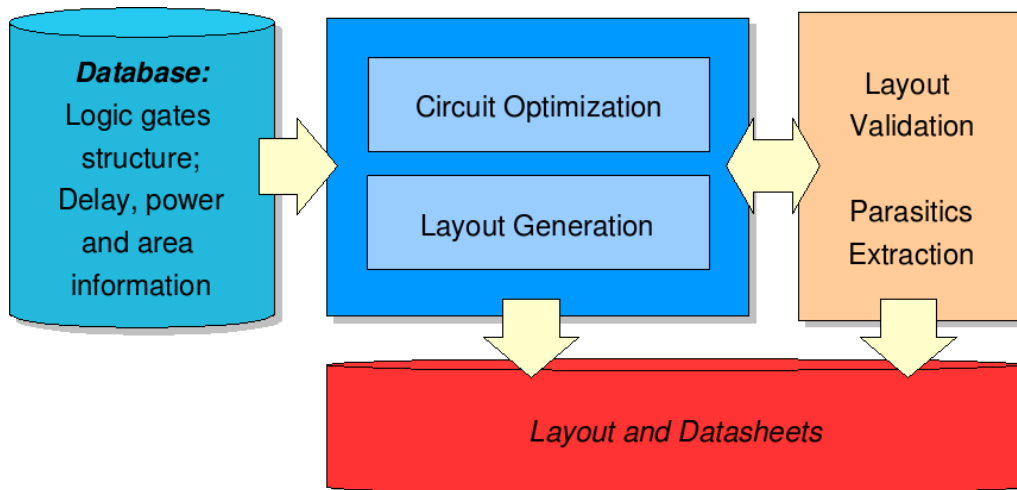 Database:
Logic gates
structure;
Delay, power
and area
information
Circuit Optimization
Layout Generation
Layout
Validation
Parasitics
Extraction
Layout and Datasheets